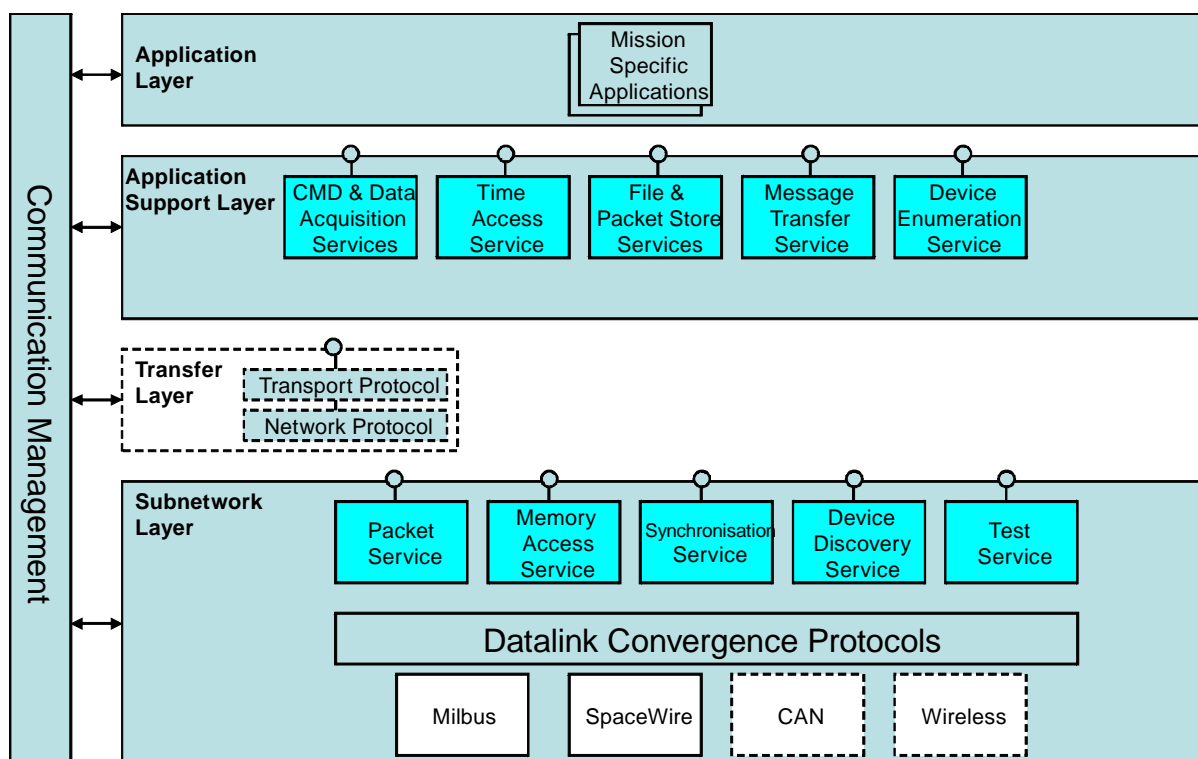 Communication Management
Application
Layer
Mission
Specific
Applications
Application
Support Layer
CMD & Data
Acquisition
Services
Time
Access
Service
File &
Packet Store
Services
Message
Transfer
Service
Device
Enumeration
Service
Transfer
Layer
Transport Protocol
Network Protocol
Subnetwork
Layer
Packet
Service
Memory
Access
Service
Synchronisation
Service
Device
Discovery
Service
Test
Service
Datalink Convergence Protocols
Milbus
SpaceWire
CAN
Wireless